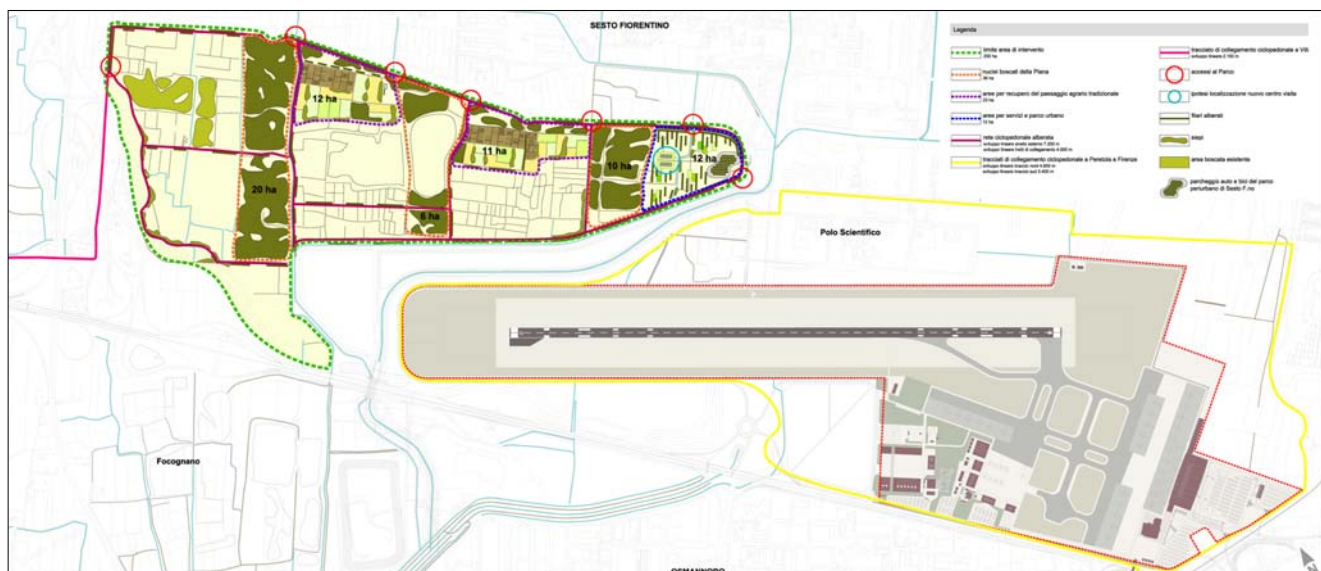 SESTO FIORENTINO
Legenda
limite area di intervento
nuclei boscati della Piana
aree per recupero del paesaggio agrario tradizionale
aree per servizi e parco urbano
rete ciclopedonale alberata
tracciati di collegamento ciclopedonale a Peretola e Firenze
tracciato di collegamento ciclopedonale a Villa
accessi al Parco
ipotesi localizzazione nuovo centro visite
filari alberati
siepi
area boscata esistente
parcheggio auto e bici del parco
periurbano di Sesto F.no
12 ha
11 ha
10 ha
12 ha
20 ha
6 ha
Polo Scientifico
Focognano
OSMANNORO